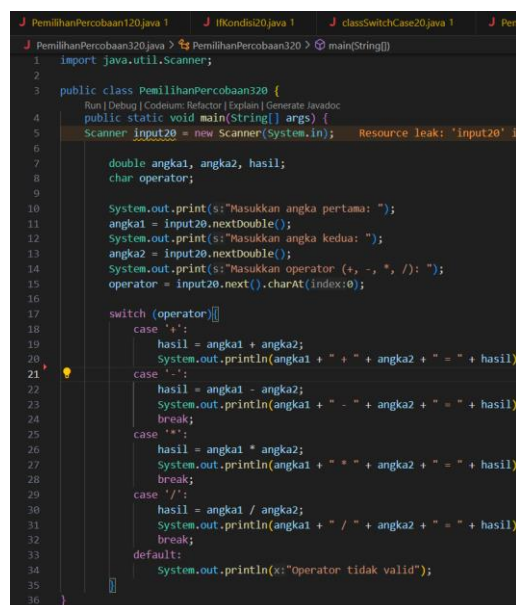 J PemilihanPercobaan120.java 1 J IfKondisi20.java 1 J classSwitchCase20.java 1 J Pem
J PemilihanPercobaan320.java > PemilihanPercobaan320 > main(String[])
1 import java.util.Scanner;
2
3 public class PemilihanPercobaan320 {
Run | Debug | Codeium: Refactor | Explain | Generate Javadoc
4 public static void main(String[] args) {
5 Scanner input20 = new Scanner(System.in); Resource leak: 'input20' i
6
7 double angka1, angka2, hasil;
8 char operator;
9
10 System.out.print(s:"Masukkan angka pertama: ");
11 angka1 = input20.nextDouble();
12 System.out.print(s:"Masukkan angka kedua: ");
13 angka2 = input20.nextDouble();
14 System.out.print(s:"Masukkan operator (+, -, *, /): ");
15 operator = input20.next().charAt(index:0);
16
17 switch (operator){
18 case '+':
19 hasil = angka1 + angka2;
20 System.out.println(angka1 + " + " + angka2 + " = " + hasil)
21 case '-':
22 hasil = angka1 - angka2;
23 System.out.println(angka1 + " - " + angka2 + " = " + hasil)
24 break;
25 case '*':
26 hasil = angka1 * angka2;
27 System.out.println(angka1 + " * " + angka2 + " = " + hasil)
28 break;
29 case '/':
30 hasil = angka1 / angka2;
31 System.out.println(angka1 + " / " + angka2 + " = " + hasil)
32 break;
33 default:
34 System.out.println(x:"Operator tidak valid");
35 }
36 }